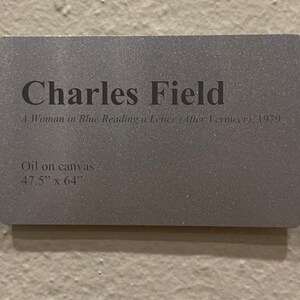 Charles Field
A Woman in Blue Reading a Letter (After Vermeer), 1979
Oil on canvas
47.5" x 64"